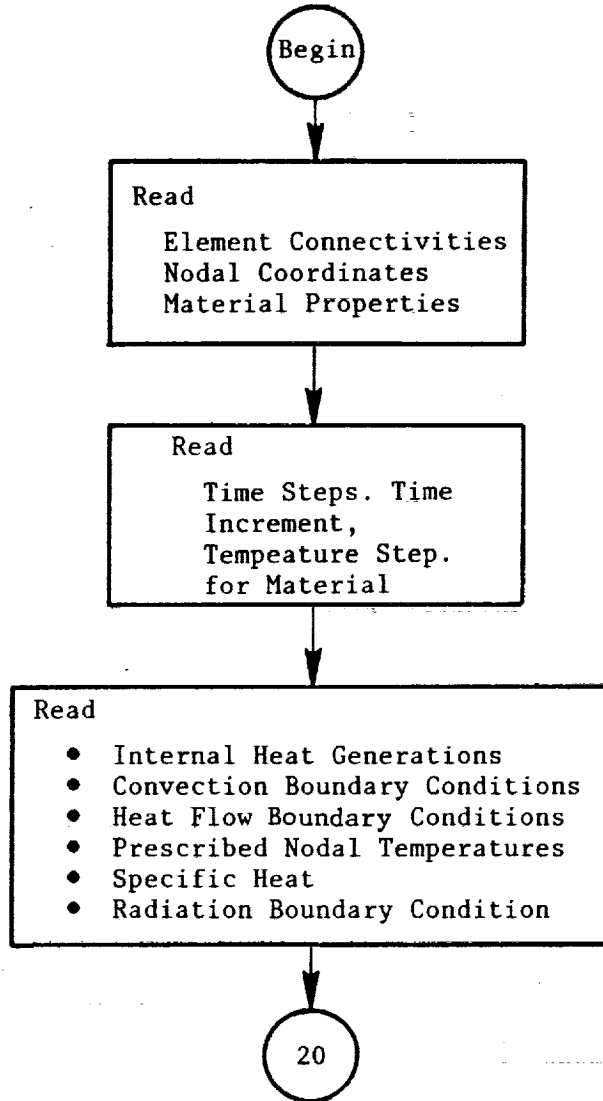 Begin
Read
Element Connectivities
Nodal Coordinates
Material Properties
Read
Time Steps. Time
Increment,
Tempeature Step.
for Material
Read
• Internal Heat Generations
• Convection Boundary Conditions
• Heat Flow Boundary Conditions
• Prescribed Nodal Temperatures
• Specific Heat
• Radiation Boundary Condition
20